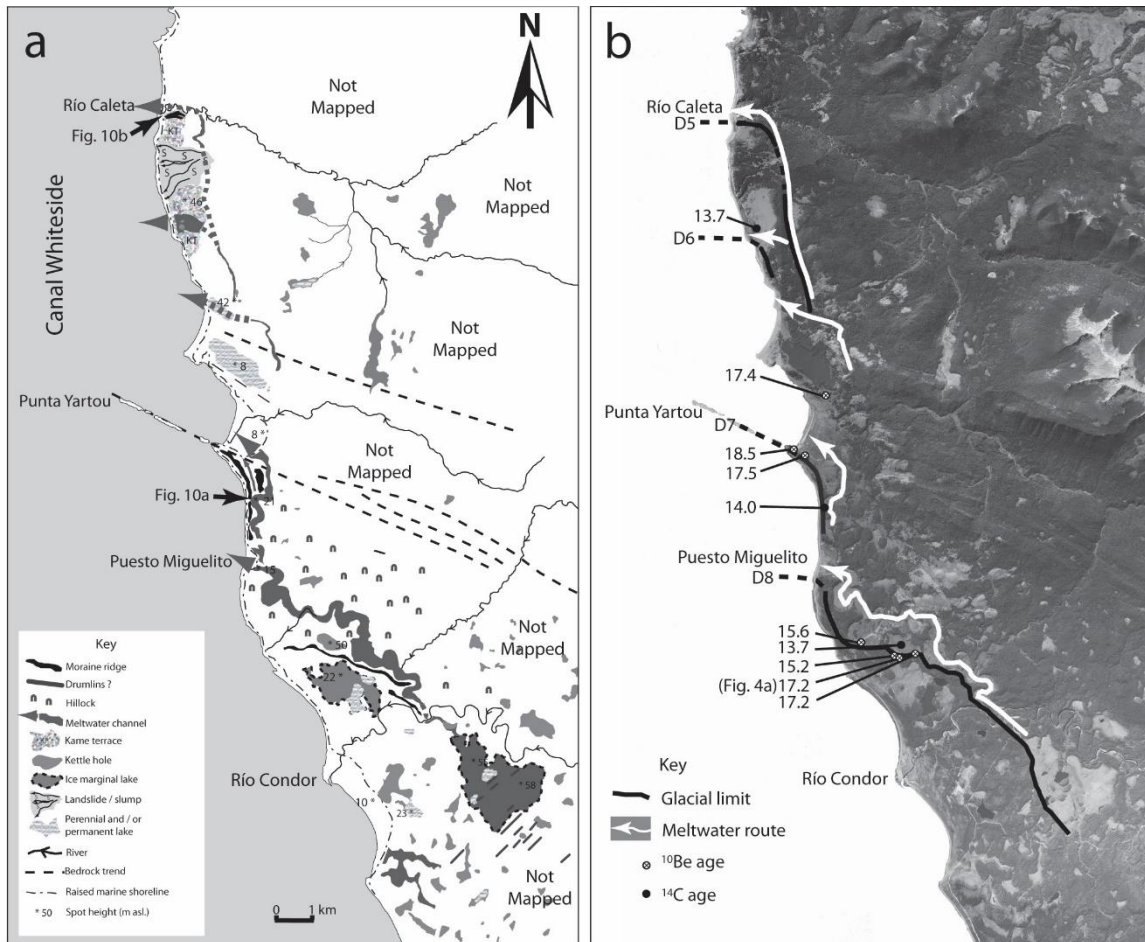 a
N
Not
Mapped
Río Caleta
Fig. 10b
KT
S
S
S
S
Not
Mapped
* 46
Canal Whiteside
KT
Not
Mapped
42 *
* 8
Punta Yartou
8 *
Not
Mapped
Fig. 10a
21
Puesto Miguelito
15
Not
Mapped
* 50
22 *
* 58
Río Condor
10 *
23 *
Not
Mapped
Key
Moraine ridge
Drumlins ?
Hillock
Meltwater channel
Kame terrace
Kettle hole
Ice marginal lake
Landslide / slump
Perennial and / or
permanent lake
River
Bedrock trend
Raised marine shoreline
* 50 Spot height (m asl.)
0 1 km
b
Río Caleta
D5
13.7
D6
17.4
Punta Yartou
D7
18.5
17.5
14.0
Puesto Miguelito
D8
15.6
13.7
15.2
(Fig. 4a) 17.2
17.2
Río Condor
Key
Glacial limit
Meltwater route
¹⁰Be age
¹⁴C age